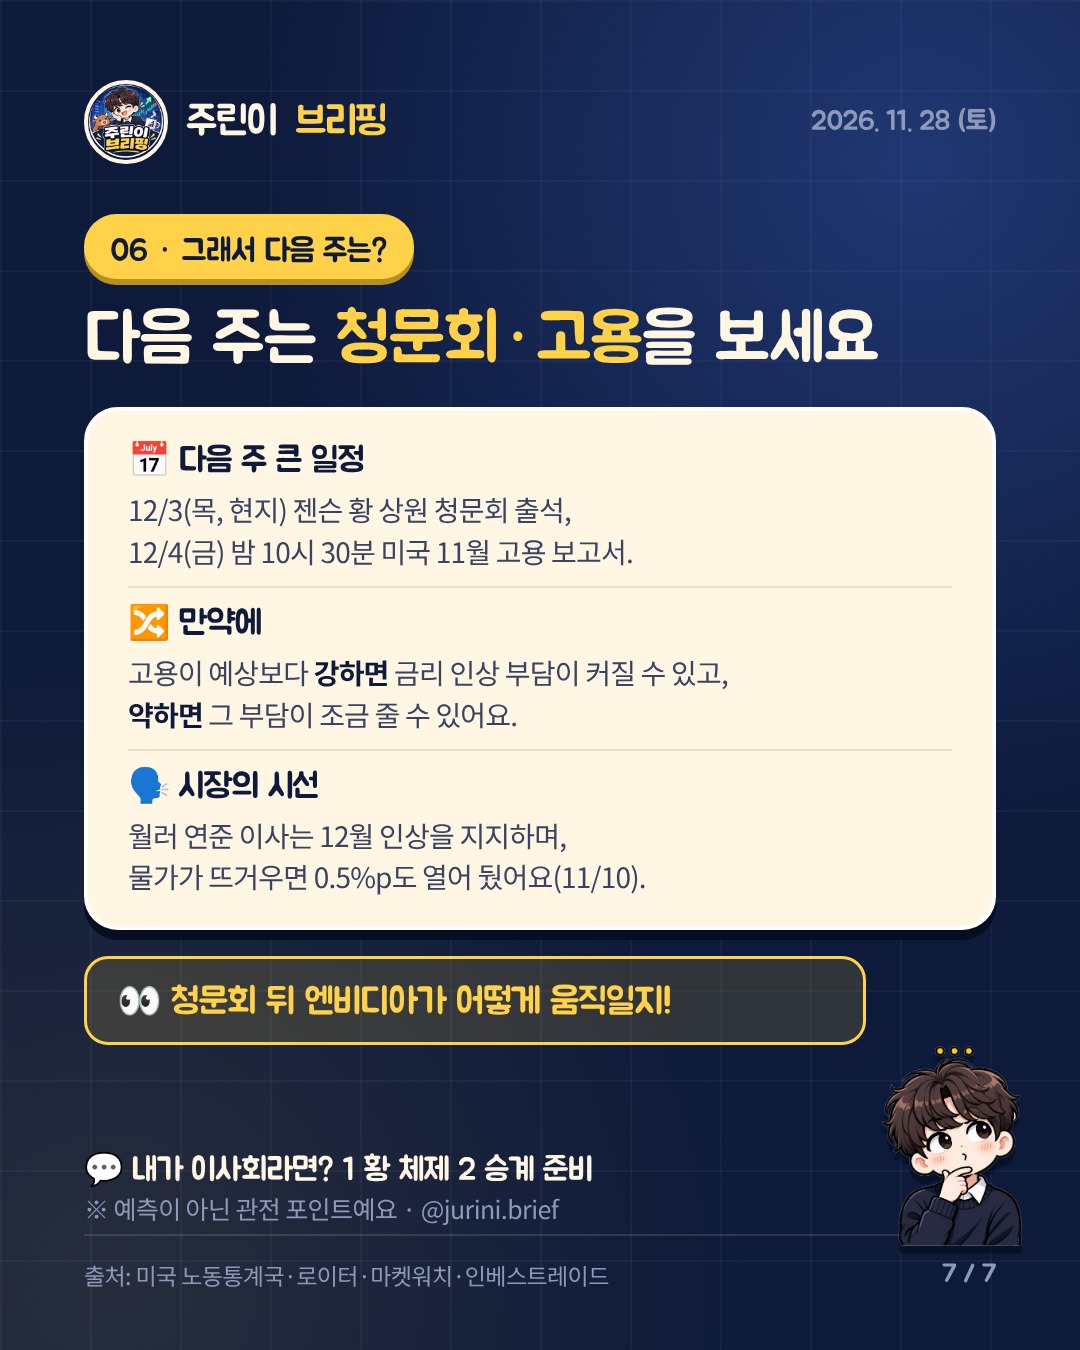 주린이 브리핑
주린이 브리핑
2026. 11. 28 (토)
06 · 그래서 다음 주는?
다음 주는 청문회·고용을 보세요
July 17 다음 주 큰 일정
12/3(목, 현지) 젠슨 황 상원 청문회 출석,
12/4(금) 밤 10시 30분 미국 11월 고용 보고서.
만약에
고용이 예상보다 강하면 금리 인상 부담이 커질 수 있고,
약하면 그 부담이 조금 줄 수 있어요.
시장의 시선
월러 연준 이사는 12월 인상을 지지하며,
물가가 뜨거우면 0.5%p도 열어 뒀어요(11/10).
청문회 뒤 엔비디아가 어떻게 움직일지!
내가 이사회라면? 1 황 체제 2 승계 준비
※ 예측이 아닌 관전 포인트예요 · @jurini.brief
출처: 미국 노동통계국·로이터·마켓워치·인베스트레이드
7 / 7